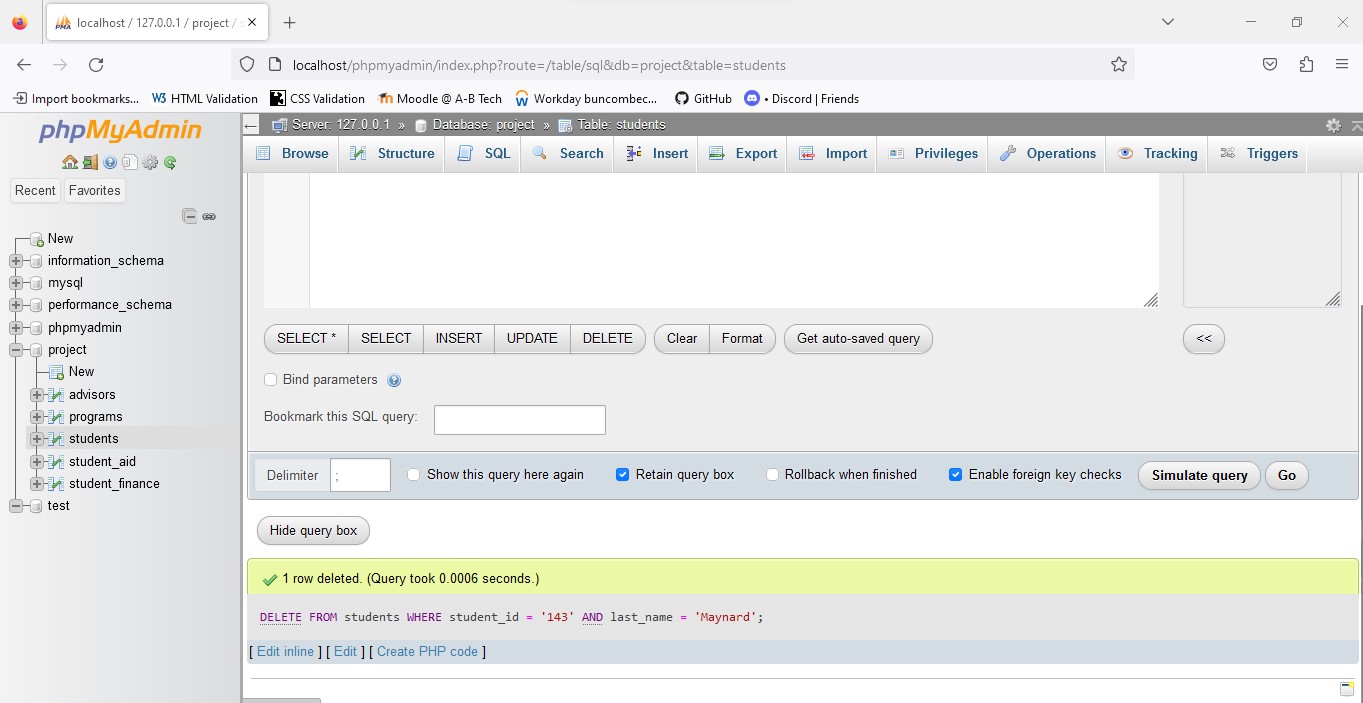 localhost / 127.0.0.1 / project / s
localhost/phpmyadmin/index.php?route=/table/sql&db=project&table=students
Import bookmarks... W3 HTML Validation CSS Validation Moodle @ A-B Tech Workday buncombec... GitHub • Discord | Friends
phpMyAdmin
Recent Favorites
New
information_schema
mysql
performance_schema
phpmyadmin
project
New
advisors
programs
students
student_aid
student_finance
test
Server: 127.0.0.1 » Database: project » Table: students
Browse Structure SQL Search Insert Export Import Privileges Operations Tracking Triggers
SELECT * SELECT INSERT UPDATE DELETE Clear Format Get auto-saved query <<
Bind parameters
Bookmark this SQL query:
Delimiter ; Show this query here again Retain query box Rollback when finished Enable foreign key checks Simulate query Go
Hide query box
1 row deleted. (Query took 0.0006 seconds.)
DELETE FROM students WHERE student_id = '143' AND last_name = 'Maynard';
[ Edit inline ] [ Edit ] [ Create PHP code ]